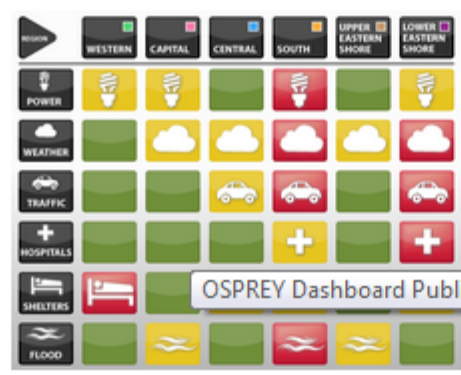 REGION
WESTERN
CAPITAL
CENTRAL
SOUTH
UPPER
EASTERN
SHORE
LOWER
EASTERN
SHORE
POWER
WEATHER
TRAFFIC
HOSPITALS
SHELTERS
OSPREY Dashboard Publ
FLOOD